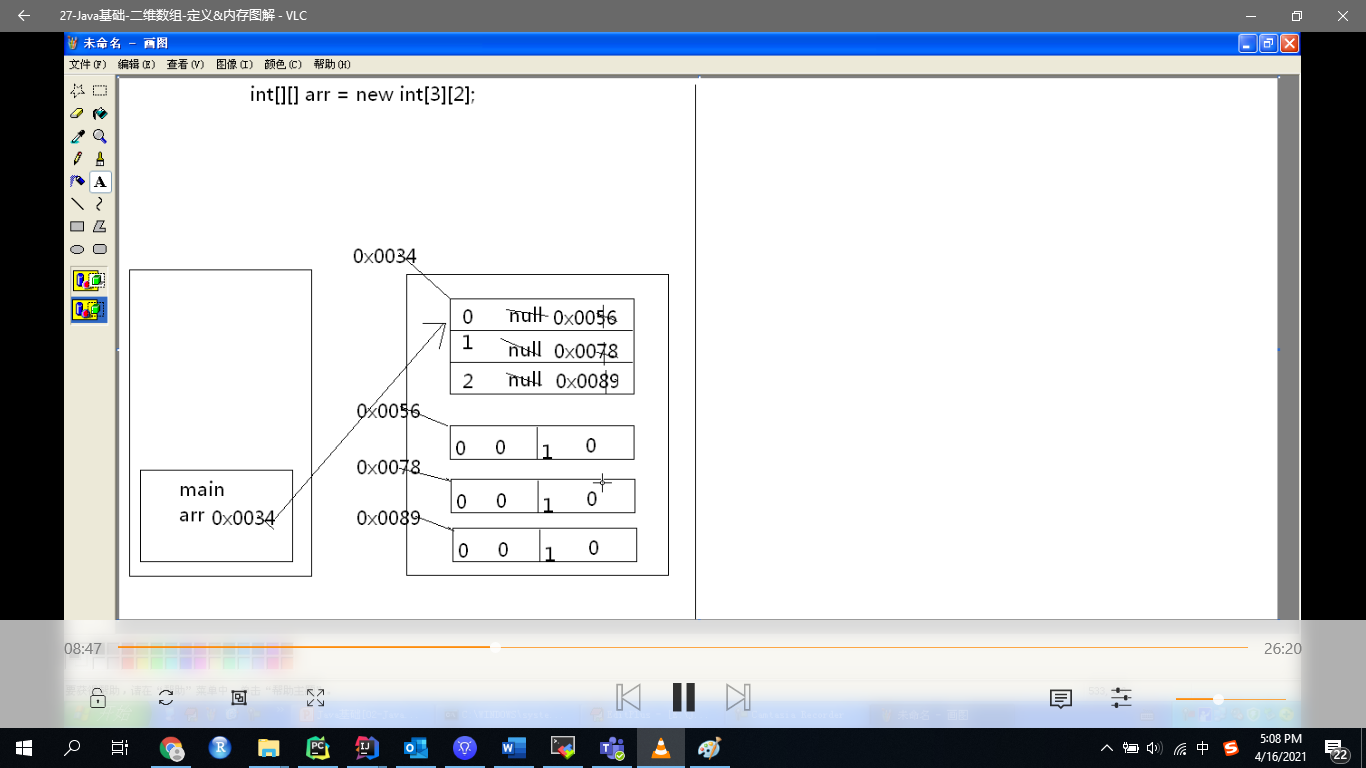 27-Java基础-二维数组-定义&内存图解 - VLC
未命名 - 画图
文件(F) 编辑(E) 查看(V) 图像(I) 颜色(C) 帮助(H)
int[][] arr = new int[3][2];
0x0034
0 null 0x0056
1 null 0x0078
2 null 0x0089
0x0056
0 0 1 0
0x0078
0 0 1 0
0x0089
0 0 1 0
main
arr 0x0034
08:47
26:20
中
5:08 PM
4/16/2021
22